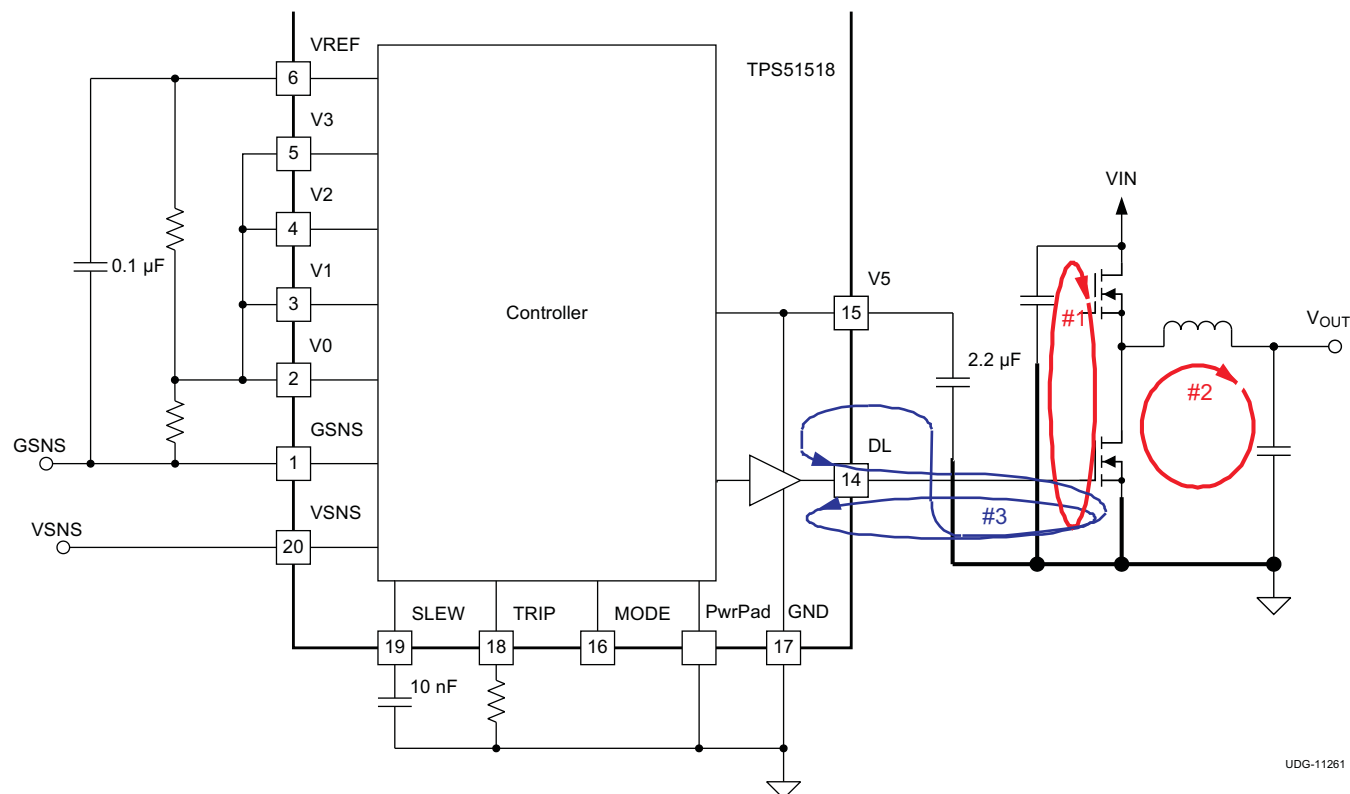 VREF
6
TPS51518
V3
5
V2
4
0.1 µF
V1
3
V0
2
GSNS
GSNS
1
VSNS
VSNS
20
Controller
V5
15
2.2 µF
DL
14
#3
VIN
#1
#2
VOUT
SLEW
19
TRIP
18
MODE
16
PwrPad
GND
17
10 nF
UDG-11261